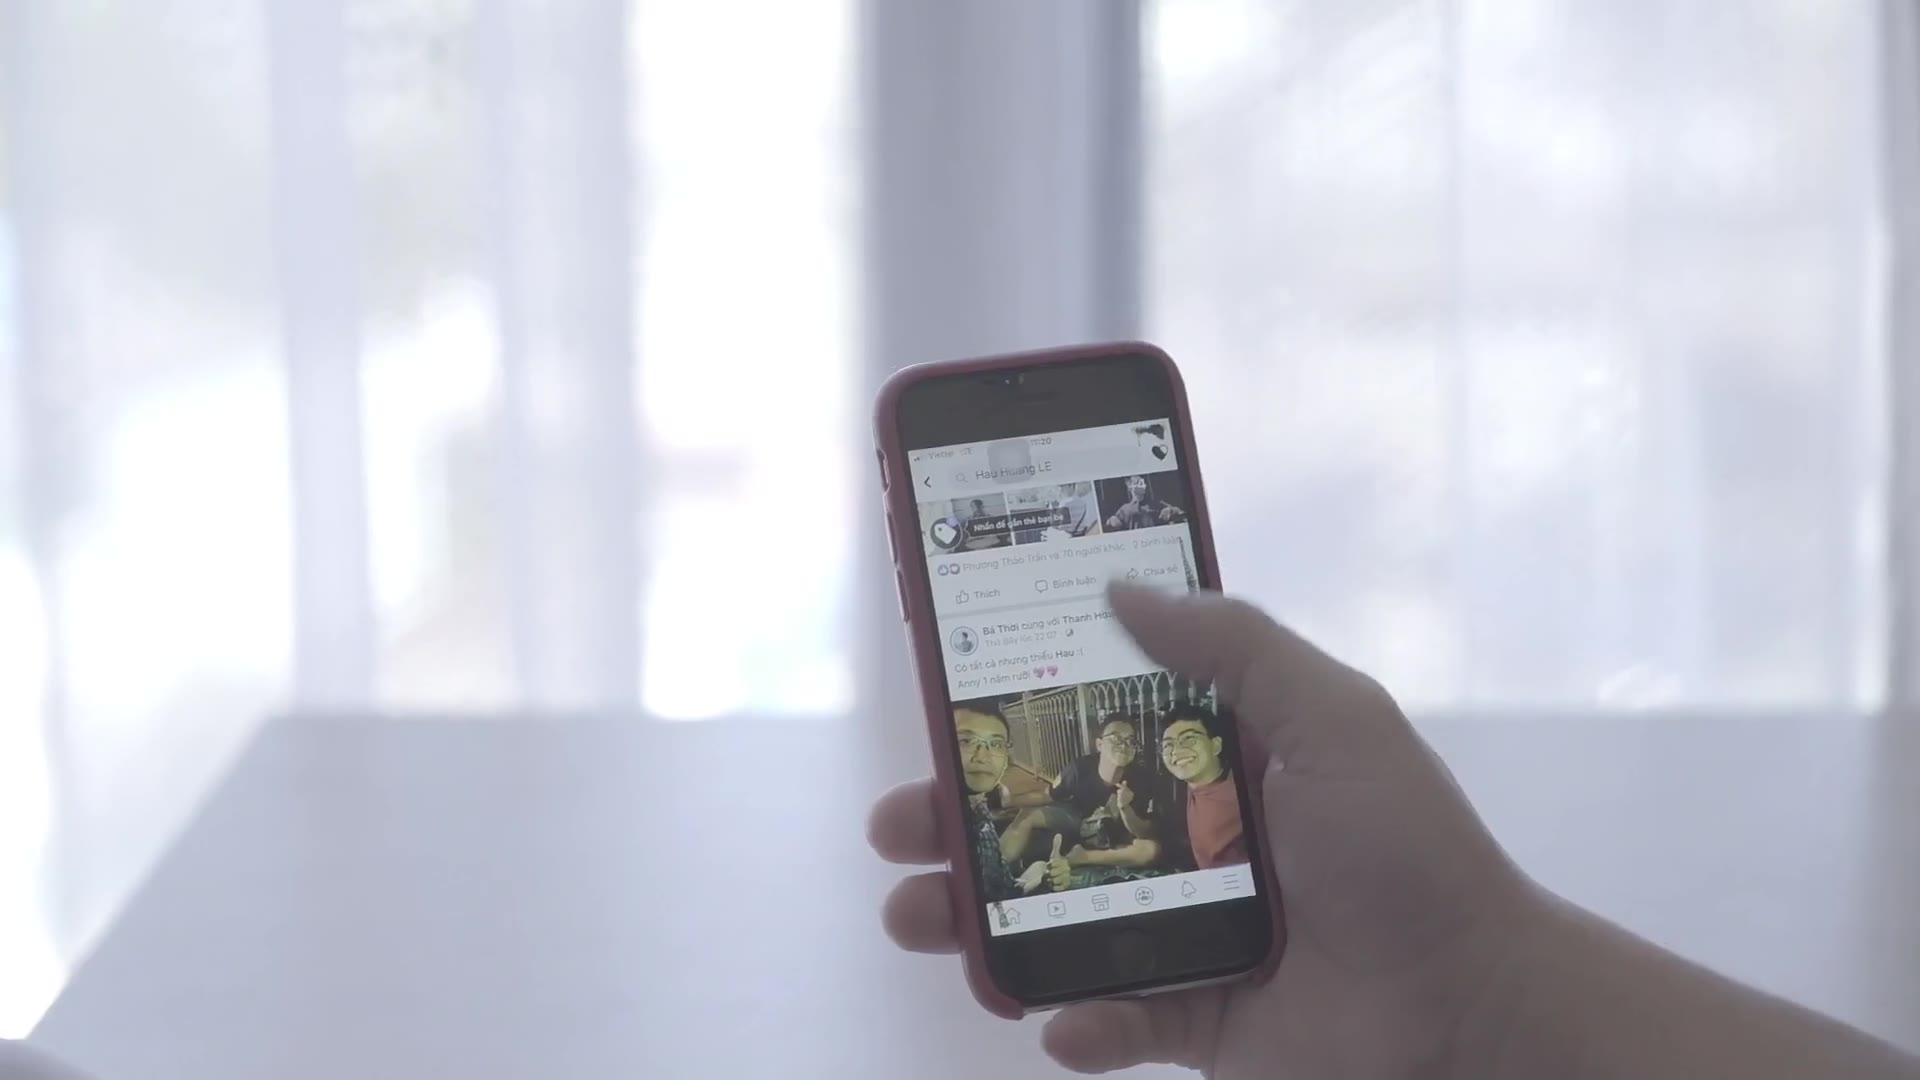 Viettel LTE 11:20
Hau Hoang LE
Nhấn để gắn thẻ bạn bè
Phương Thảo Trần và 70 người khác · 2 bình luận
Thích Bình luận Chia sẻ
Bá Thời cùng với Thanh
Thứ Bảy lúc 22:07
Có tất cả nhưng thiếu Hau :(
Anny 1 năm rưỡi 💖💖